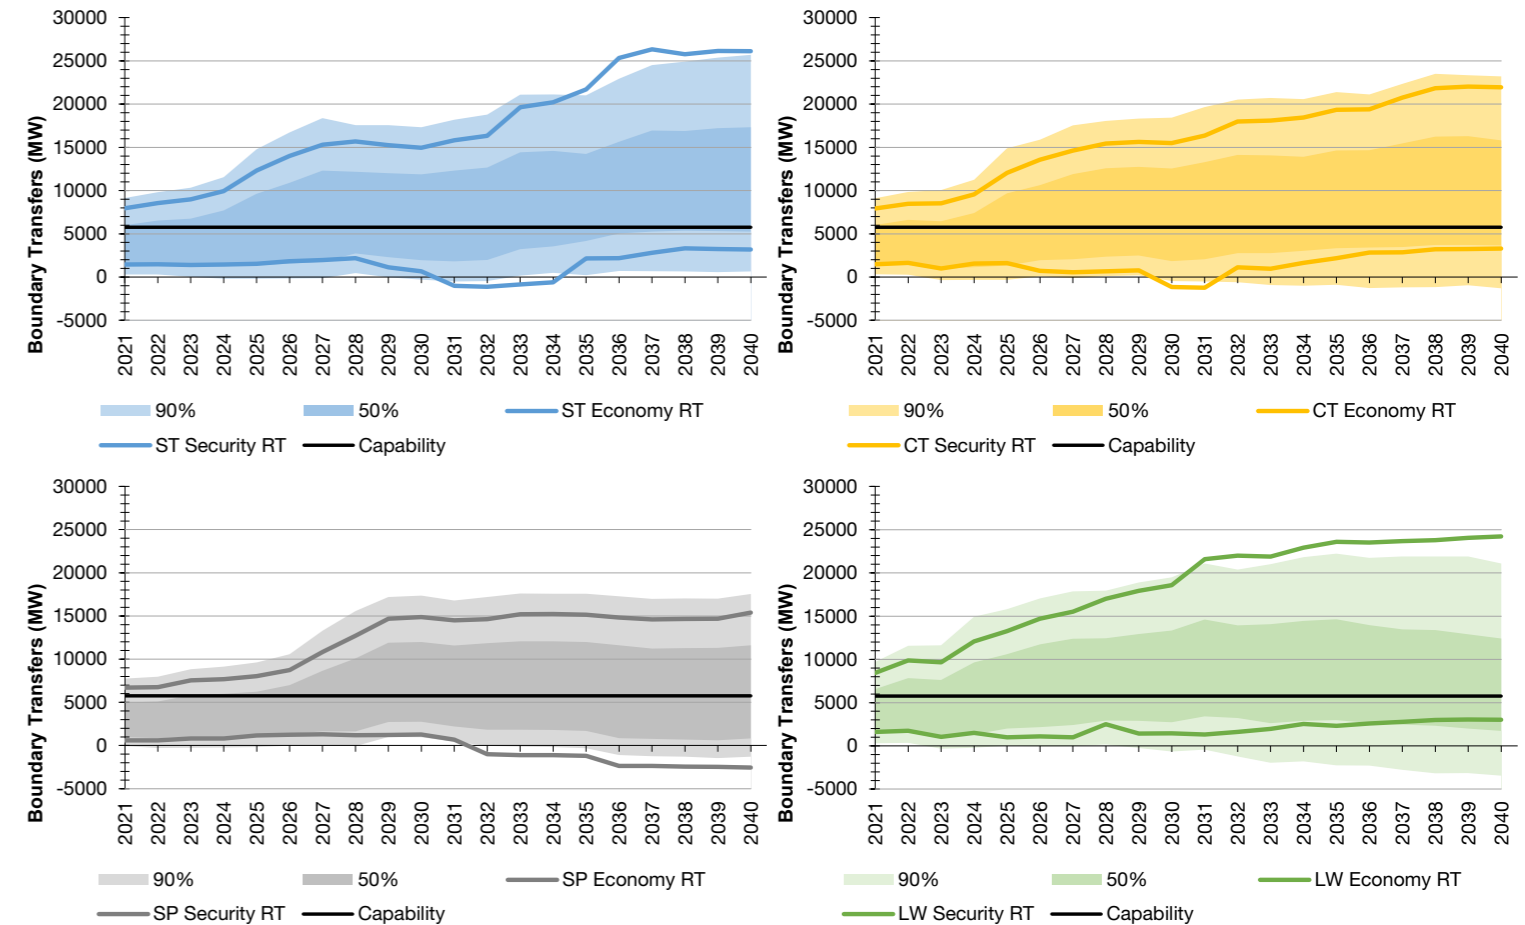 Boundary Transfers (MW)
30000
25000
20000
15000
10000
5000
0
-5000
2021 2022 2023 2024 2025 2026 2027 2028 2029 2030 2031 2032 2033 2034 2035 2036 2037 2038 2039 2040
90% 50% ST Economy RT
ST Security RT Capability
Boundary Transfers (MW)
30000
25000
20000
15000
10000
5000
0
-5000
2021 2022 2023 2024 2025 2026 2027 2028 2029 2030 2031 2032 2033 2034 2035 2036 2037 2038 2039 2040
90% 50% CT Economy RT
CT Security RT Capability
Boundary Transfers (MW)
30000
25000
20000
15000
10000
5000
0
-5000
2021 2022 2023 2024 2025 2026 2027 2028 2029 2030 2031 2032 2033 2034 2035 2036 2037 2038 2039 2040
90% 50% SP Economy RT
SP Security RT Capability
Boundary Transfers (MW)
30000
25000
20000
15000
10000
5000
0
-5000
2021 2022 2023 2024 2025 2026 2027 2028 2029 2030 2031 2032 2033 2034 2035 2036 2037 2038 2039 2040
90% 50% LW Economy RT
LW Security RT Capability